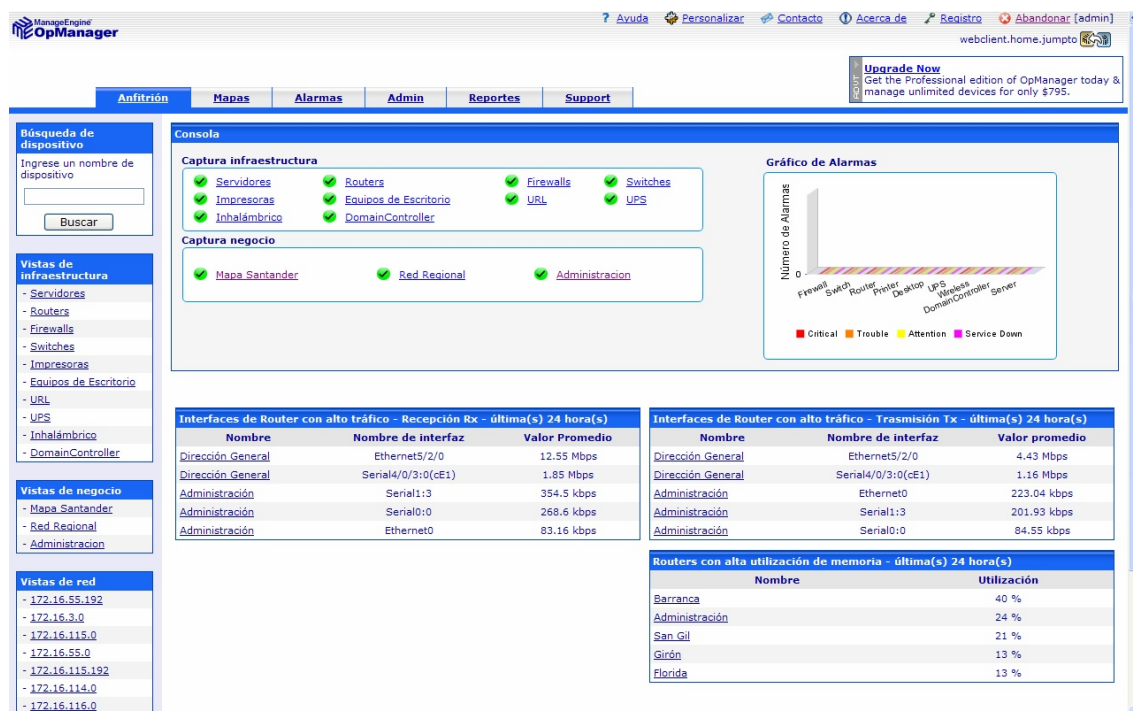 ManageEngine
OpManager
? Ayuda Personalizar Contacto Acerca de Registro Abandonar [admin]
webclient.home.jumpto
ADVT
Upgrade Now
Get the Professional edition of OpManager today &
manage unlimited devices for only $795.
Anfitrión Mapas Alarmas Admin Reportes Support
Búsqueda de
dispositivo
Ingrese un nombre de
dispositivo
Buscar
Vistas de
infraestructura
- Servidores
- Routers
- Firewalls
- Switches
- Impresoras
- Equipos de Escritorio
- URL
- UPS
- Inhalámbrico
- DomainController
Vistas de negocio
- Mapa Santander
- Red Regional
- Administracion
Vistas de red
- 172.16.55.192
- 172.16.3.0
- 172.16.115.0
- 172.16.55.0
- 172.16.115.192
- 172.16.114.0
- 172.16.116.0
Consola
Captura infraestructura
Servidores Routers Firewalls Switches
Impresoras Equipos de Escritorio URL UPS
Inhalámbrico DomainController
Captura negocio
Mapa Santander Red Regional Administracion
Gráfico de Alarmas
Número de Alarmas
0
Firewall Switch Router Printer Desktop UPS Wireless DomainController Server
Critical Trouble Attention Service Down
Interfaces de Router con alto tráfico - Recepción Rx - última(s) 24 hora(s)
Nombre Nombre de interfaz Valor Promedio
Dirección General Ethernet5/2/0 12.55 Mbps
Dirección General Serial4/0/3:0(cE1) 1.85 Mbps
Administración Serial1:3 354.5 kbps
Administración Serial0:0 268.6 kbps
Administración Ethernet0 83.16 kbps
Interfaces de Router con alto tráfico - Trasmisión Tx - última(s) 24 hora(s)
Nombre Nombre de interfaz Valor promedio
Dirección General Ethernet5/2/0 4.43 Mbps
Dirección General Serial4/0/3:0(cE1) 1.16 Mbps
Administración Ethernet0 223.04 kbps
Administración Serial1:3 201.93 kbps
Administración Serial0:0 84.55 kbps
Routers con alta utilización de memoria - última(s) 24 hora(s)
Nombre Utilización
Barranca 40 %
Administración 24 %
San Gil 21 %
Girón 13 %
Florida 13 %